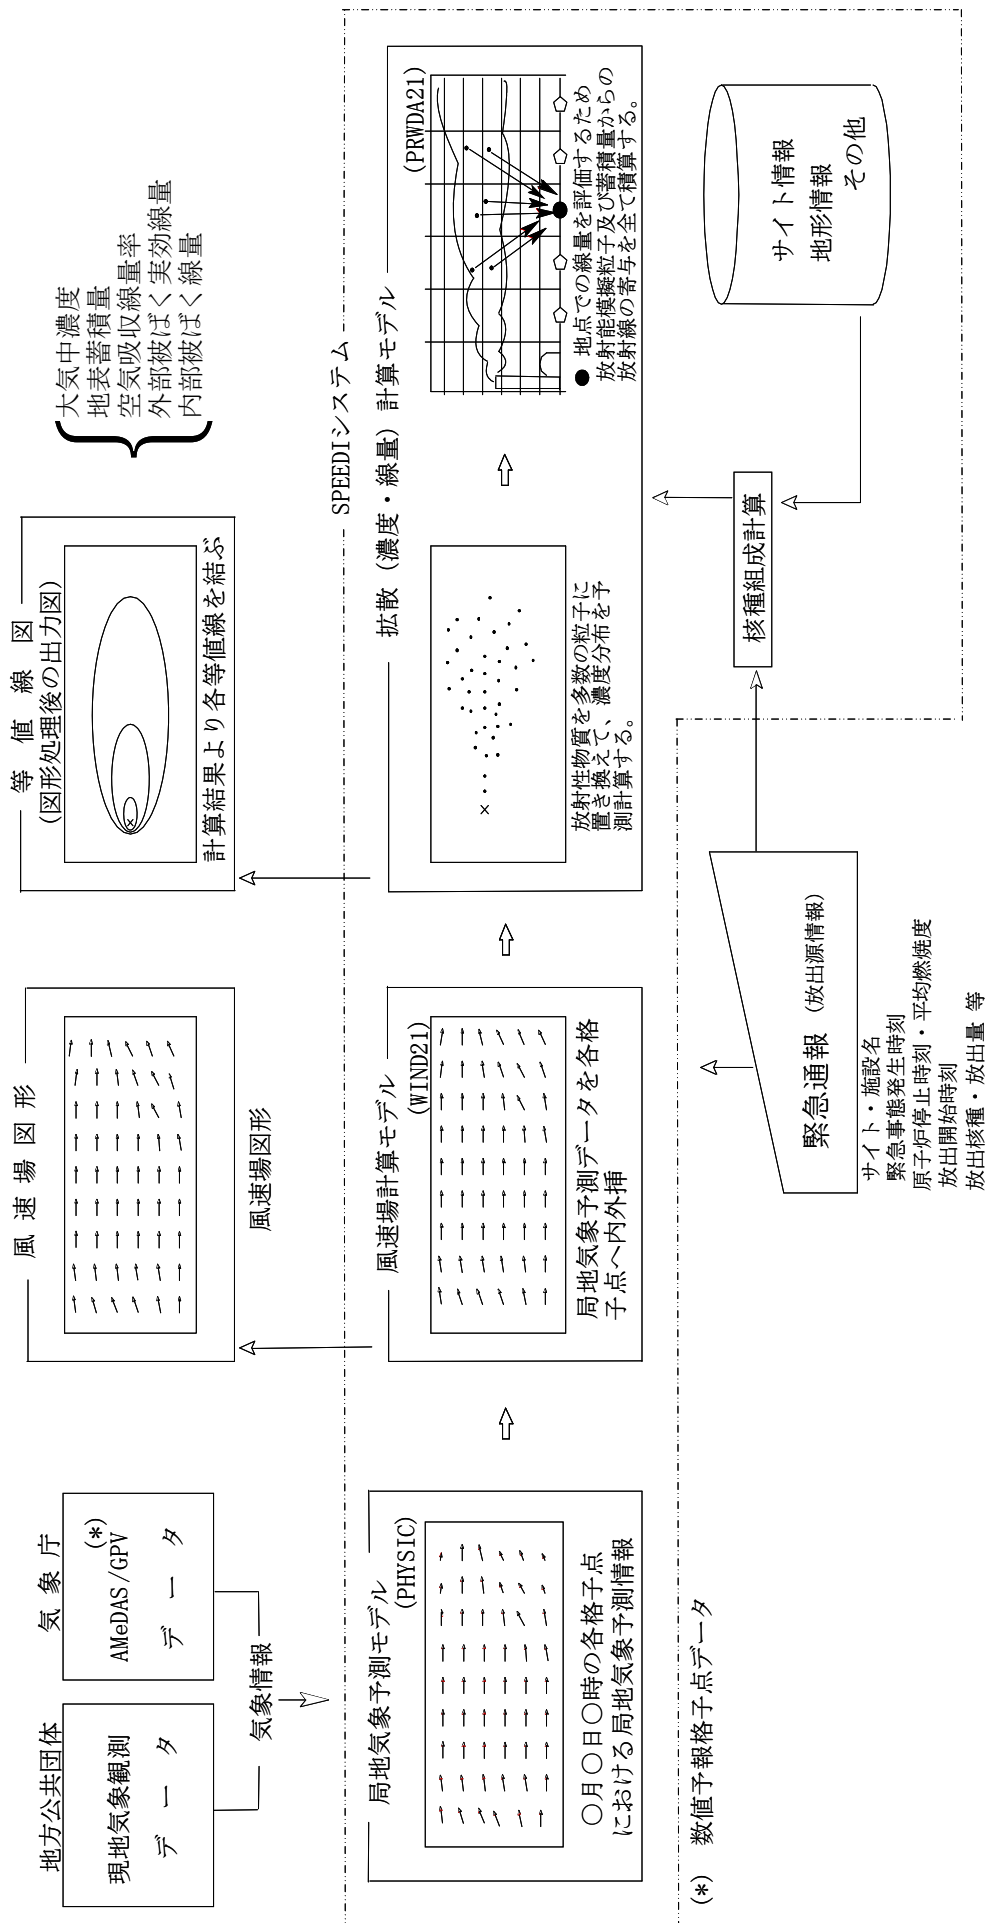 地方公共団体
現地気象観測
データ
気 象 庁
(*)
AMeDAS/GPV
データ
気象情報
風 速 場 図 形
風速場図形
等 値 線 図
(図形処理後の出力図)
計算結果より各等値線を結ぶ
大気中濃度
地表蓄積量
空気吸収線量率
外部被ばく実効線量
内部被ばく線量
SPEEDIシステム
局地気象予測モデル
(PHYSIC)
○月○日○時の各格子点
における局地気象予測情報
風速場計算モデル
(WIND21)
局地気象予測データを各格
子点へ内外挿
拡散（濃度・線量）計算モデル
(PRWDA21)
放射性物質を多数の粒子に
置き換えて、濃度分布を予
測計算する。
● 地点での線量を評価するため
放射能模擬粒子及び蓄積量からの
放射線の寄与を全て積算する。
(*) 数値予報格子点データ
緊急通報（放出源情報）
サイト・施設名
緊急事態発生時刻
原子炉停止時刻・平均燃焼度
放出開始時刻
放出核種・放出量 等
核種組成計算
サイト情報
地形情報
その他